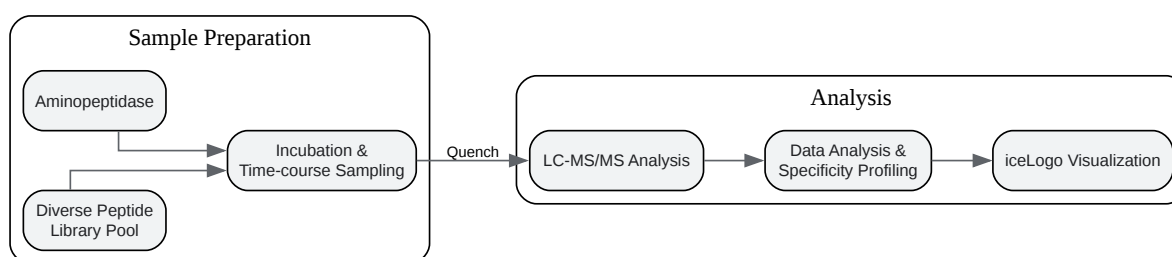 Sample Preparation
Aminopeptidase
Diverse Peptide
Library Pool
Incubation &
Time-course Sampling
Quench
Analysis
LC-MS/MS Analysis
Data Analysis &
Specificity Profiling
iceLogo Visualization